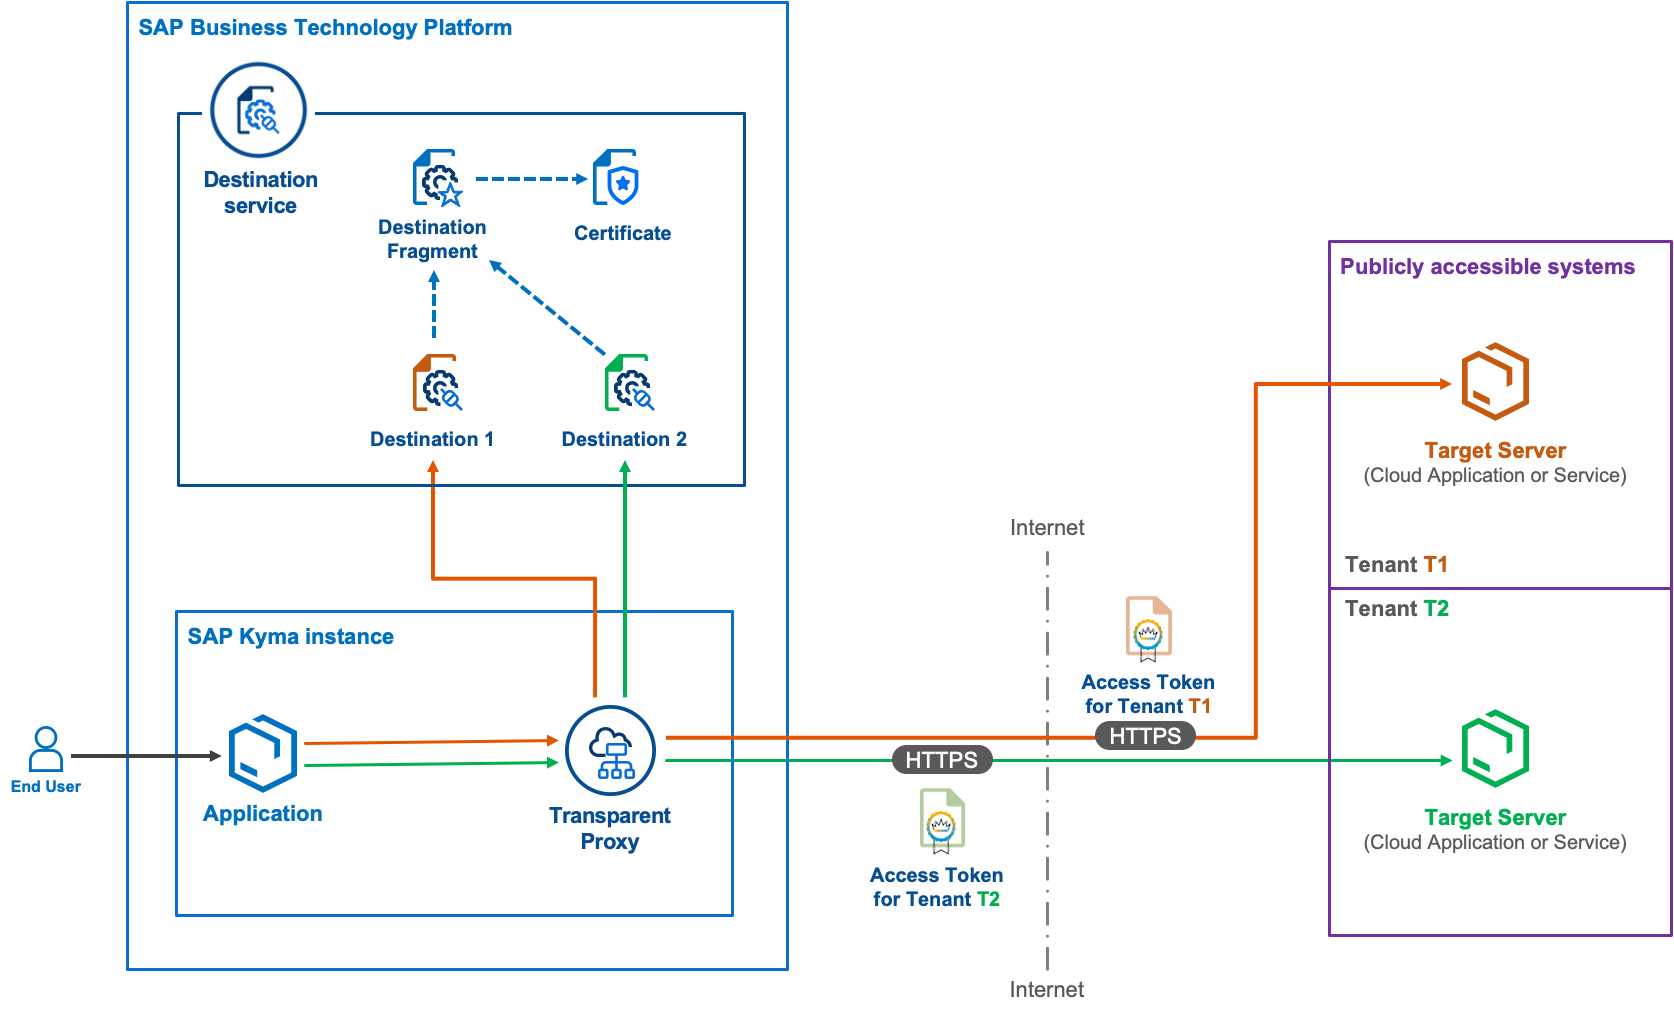 SAP Business Technology Platform
Destination
service
Destination
Fragment
Certificate
Destination 1
Destination 2
SAP Kyma instance
End User
Application
Transparent
Proxy
Internet
Access Token
for Tenant T1
HTTPS
HTTPS
Access Token
for Tenant T2
Internet
Publicly accessible systems
Target Server
(Cloud Application or Service)
Tenant T1
Tenant T2
Target Server
(Cloud Application or Service)